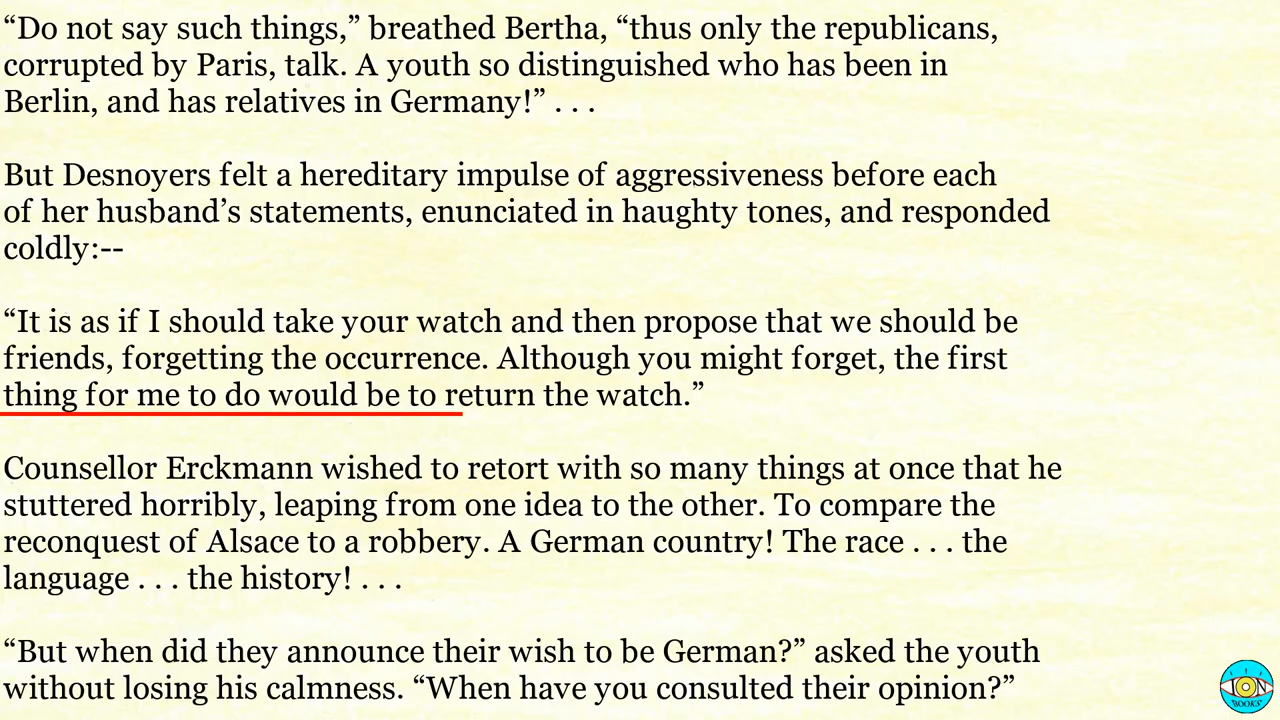 “Do not say such things,” breathed Bertha, “thus only the republicans,
corrupted by Paris, talk. A youth so distinguished who has been in
Berlin, and has relatives in Germany!” . . .
But Desnoyers felt a hereditary impulse of aggressiveness before each
of her husband’s statements, enunciated in haughty tones, and responded
coldly:--
“It is as if I should take your watch and then propose that we should be
friends, forgetting the occurrence. Although you might forget, the first
thing for me to do would be to return the watch.”
Counsellor Erckmann wished to retort with so many things at once that he
stuttered horribly, leaping from one idea to the other. To compare the
reconquest of Alsace to a robbery. A German country! The race . . . the
language . . . the history! . . .
“But when did they announce their wish to be German?” asked the youth
without losing his calmness. “When have you consulted their opinion?”
ION
BOOKS